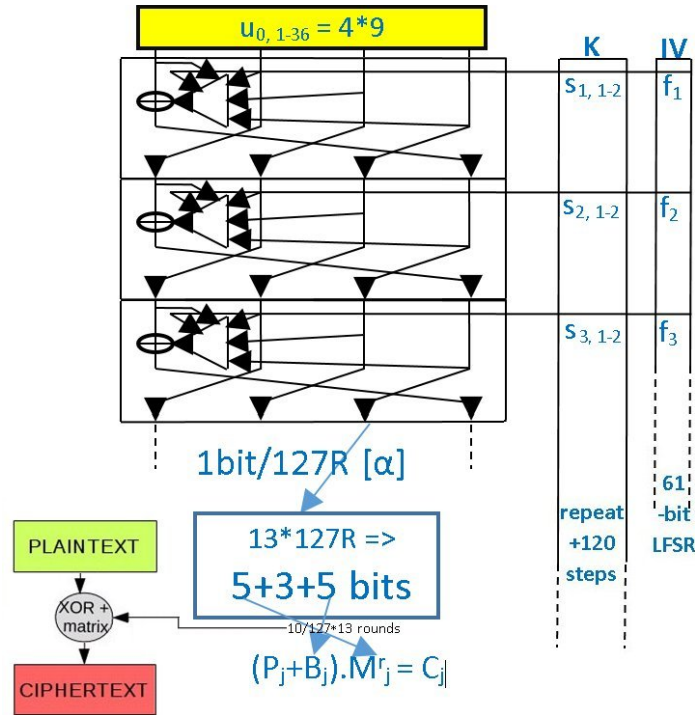 u0, 1-36 = 4*9
K
IV
s1, 1-2
f1
s2, 1-2
f2
s3, 1-2
f3
1bit/127R [α]
61
-bit
LFSR
repeat
+120
steps
13*127R =>
5+3+5 bits
PLAINTEXT
XOR +
matrix
10/127*13 rounds
(Pj+Bj).Mrj = Cj
CIPHERTEXT